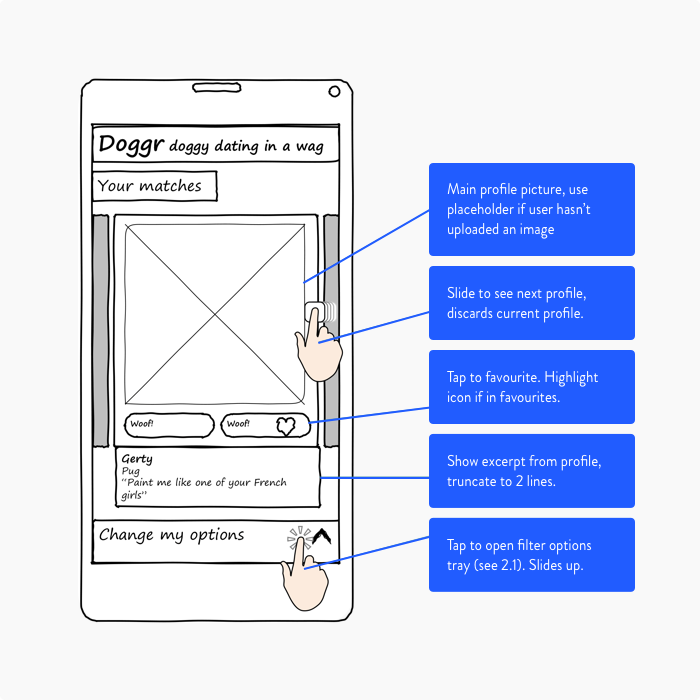 Doggr doggy dating in a wag
Your matches
Woof!
Woof!
Gerty
Pug
“Paint me like one of your French
girls”
Change my options
Main profile picture, use
placeholder if user hasn’t
uploaded an image
Slide to see next profile,
discards current profile.
Tap to favourite. Highlight
icon if in favourites.
Show excerpt from profile,
truncate to 2 lines.
Tap to open filter options
tray (see 2.1). Slides up.